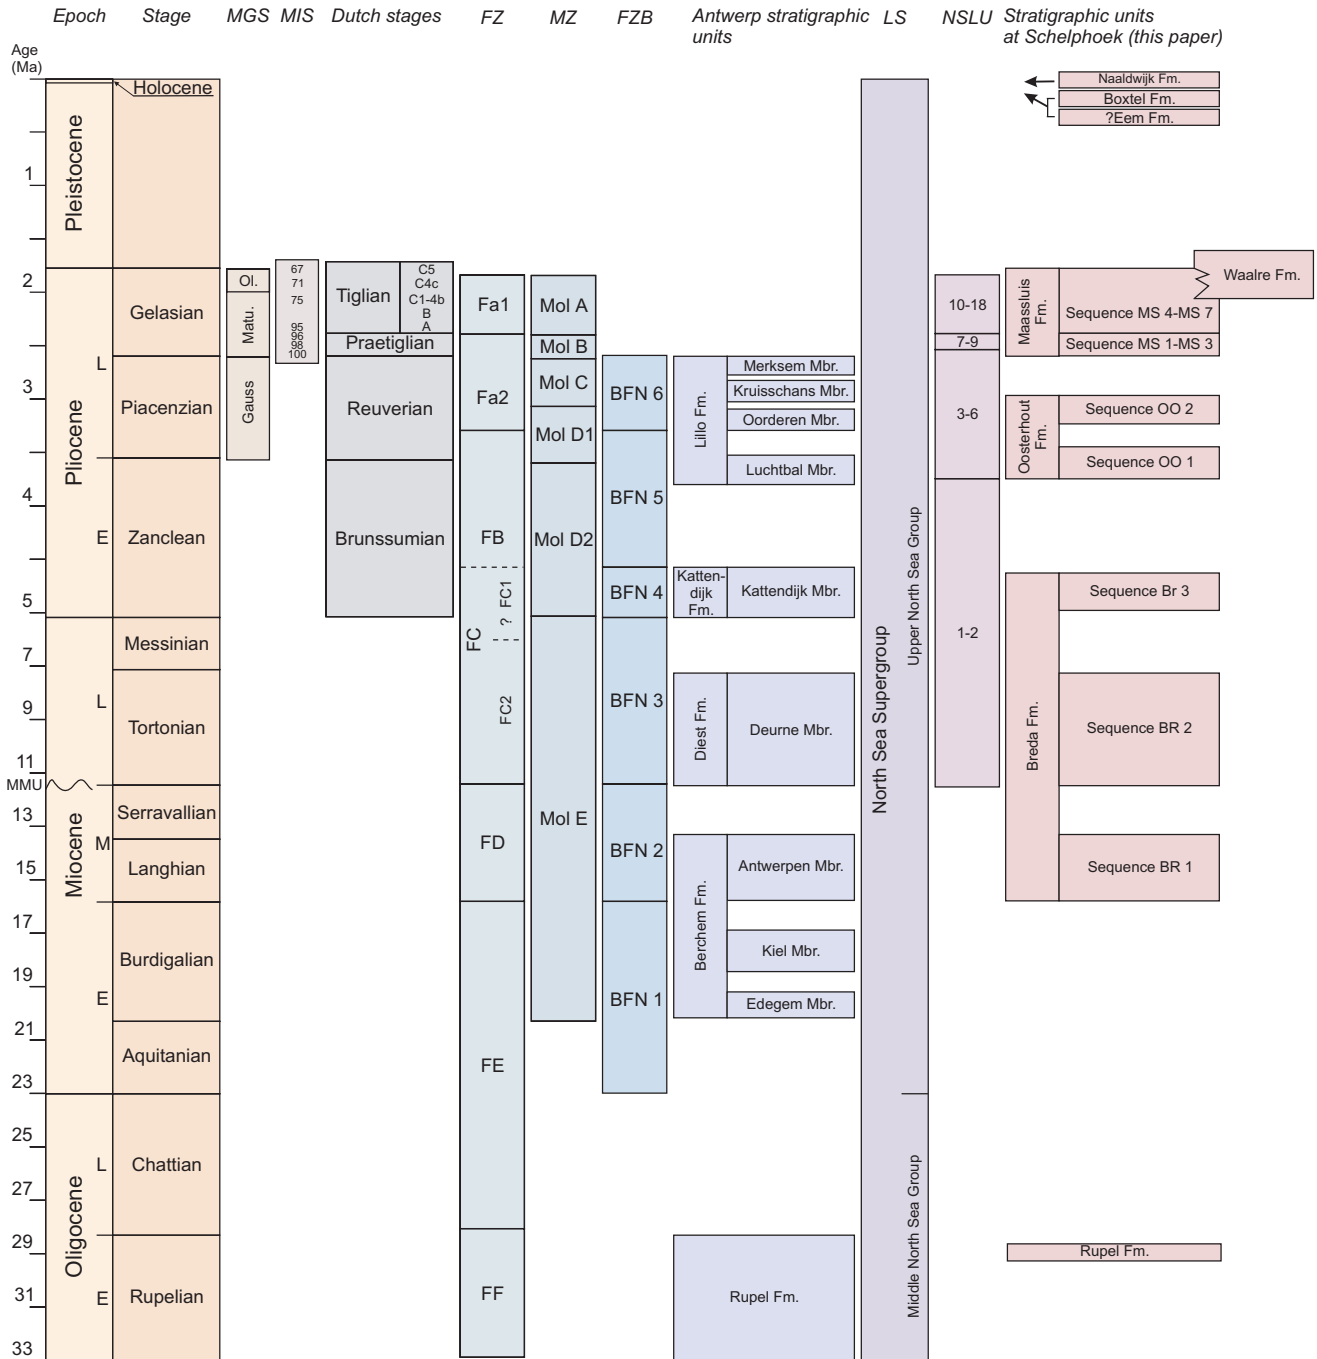 Epoch
Stage
MGS
MIS
Dutch stages
FZ
MZ
FZB
Antwerp stratigraphic
units
LS
NSLU
Stratigraphic units
at Schelphoek (this paper)
Age
(Ma)
1
2
3
4
5
7
9
11
MMU
13
15
17
19
21
23
25
27
29
31
33
Pleistocene
Pliocene
L
E
Miocene
L
M
E
Oligocene
L
E
Holocene
Gelasian
Piacenzian
Zanclean
Messinian
Tortonian
Serravallian
Langhian
Burdigalian
Aquitanian
Chattian
Rupelian
Ol.
Matu.
Gauss
67
71
75
95
96
98
100
Tiglian
C5
C4c
C1-4b
B
A
Praetiglian
Reuverian
Brunssumian
Fa1
Fa2
FB
FC
? FC1
FC2
FD
FE
FF
Mol A
Mol B
Mol C
Mol D1
Mol D2
Mol E
BFN 6
BFN 5
BFN 4
BFN 3
BFN 2
BFN 1
Lillo Fm.
Merksem Mbr.
Kruisschans Mbr.
Oorderen Mbr.
Luchtbal Mbr.
Katten-
dijk
Fm.
Kattendijk Mbr.
Diest Fm.
Deurne Mbr.
Berchem Fm.
Antwerpen Mbr.
Kiel Mbr.
Edegem Mbr.
Rupel Fm.
North Sea Supergroup
Upper North Sea Group
Middle North Sea Group
10-18
7-9
3-6
1-2
Naaldwijk Fm.
Boxtel Fm.
?Eem Fm.
Waalre Fm.
Maassluis
Fm.
Sequence MS 4-MS 7
Sequence MS 1-MS 3
Oosterhout
Fm.
Sequence OO 2
Sequence OO 1
Breda Fm.
Sequence Br 3
Sequence BR 2
Sequence BR 1
Rupel Fm.